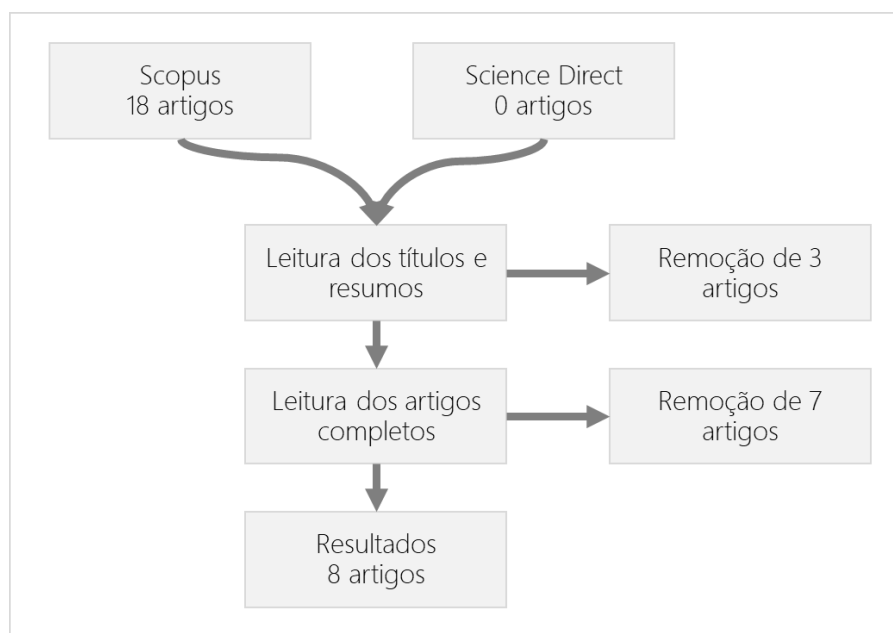 Scopus
18 artigos
Science Direct
0 artigos
Leitura dos títulos e
resumos
Remoção de 3
artigos
Leitura dos artigos
completos
Remoção de 7
artigos
Resultados
8 artigos